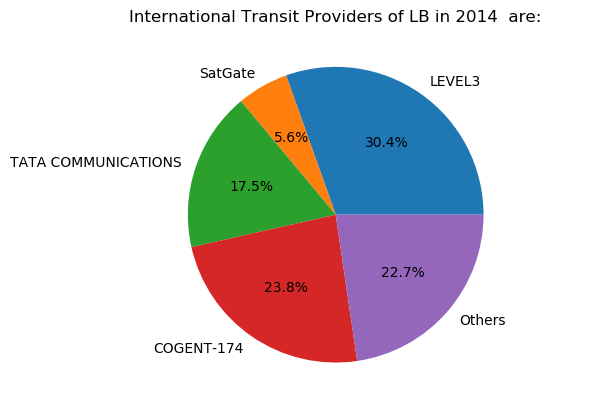 International Transit Providers of LB in 2014  are:
SatGate
LEVEL3
5.6%
30.4%
TATA COMMUNICATIONS
17.5%
22.7%
23.8%
Others
COGENT-174